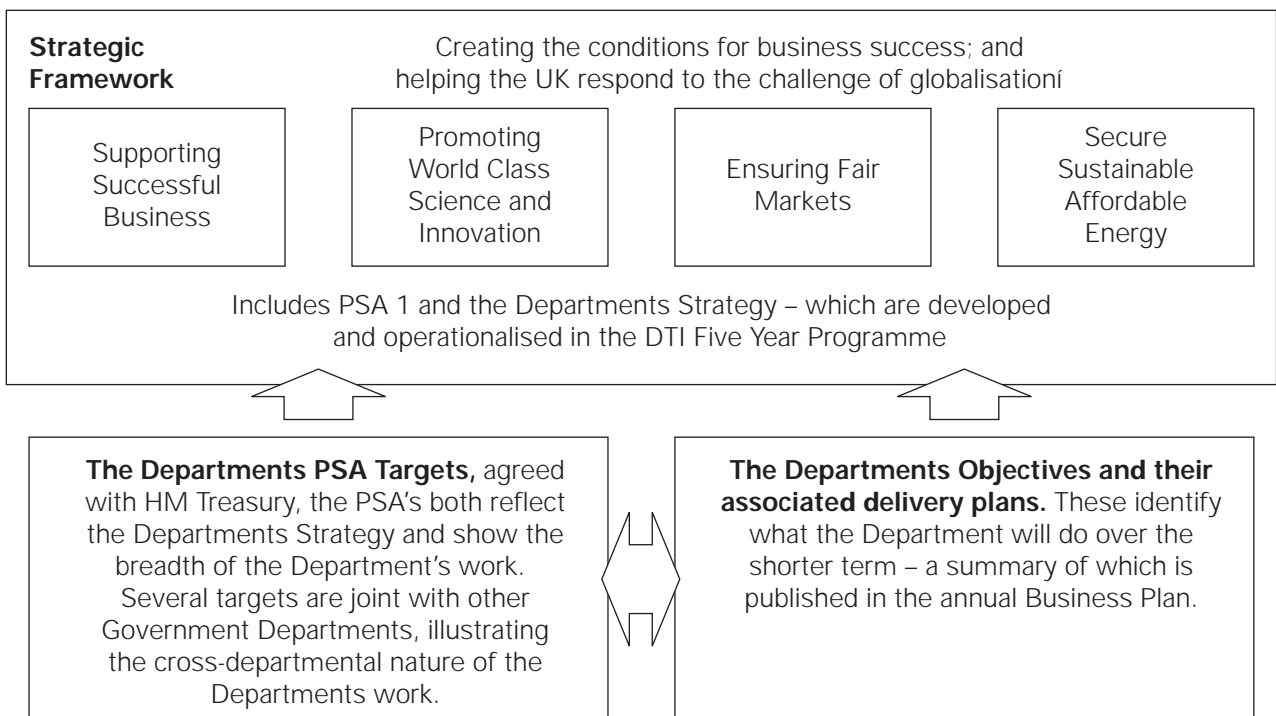 Strategic
Framework
Creating the conditions for business success; and
helping the UK respond to the challenge of globalisationí
Supporting
Successful
Business
Promoting
World Class
Science and
Innovation
Ensuring Fair
Markets
Secure
Sustainable
Affordable
Energy
Includes PSA 1 and the Departments Strategy – which are developed
and operationalised in the DTI Five Year Programme
The Departments PSA Targets, agreed
with HM Treasury, the PSA’s both reflect
the Departments Strategy and show the
breadth of the Department’s work.
Several targets are joint with other
Government Departments, illustrating
the cross-departmental nature of the
Departments work.
The Departments Objectives and their
associated delivery plans. These identify
what the Department will do over the
shorter term – a summary of which is
published in the annual Business Plan.